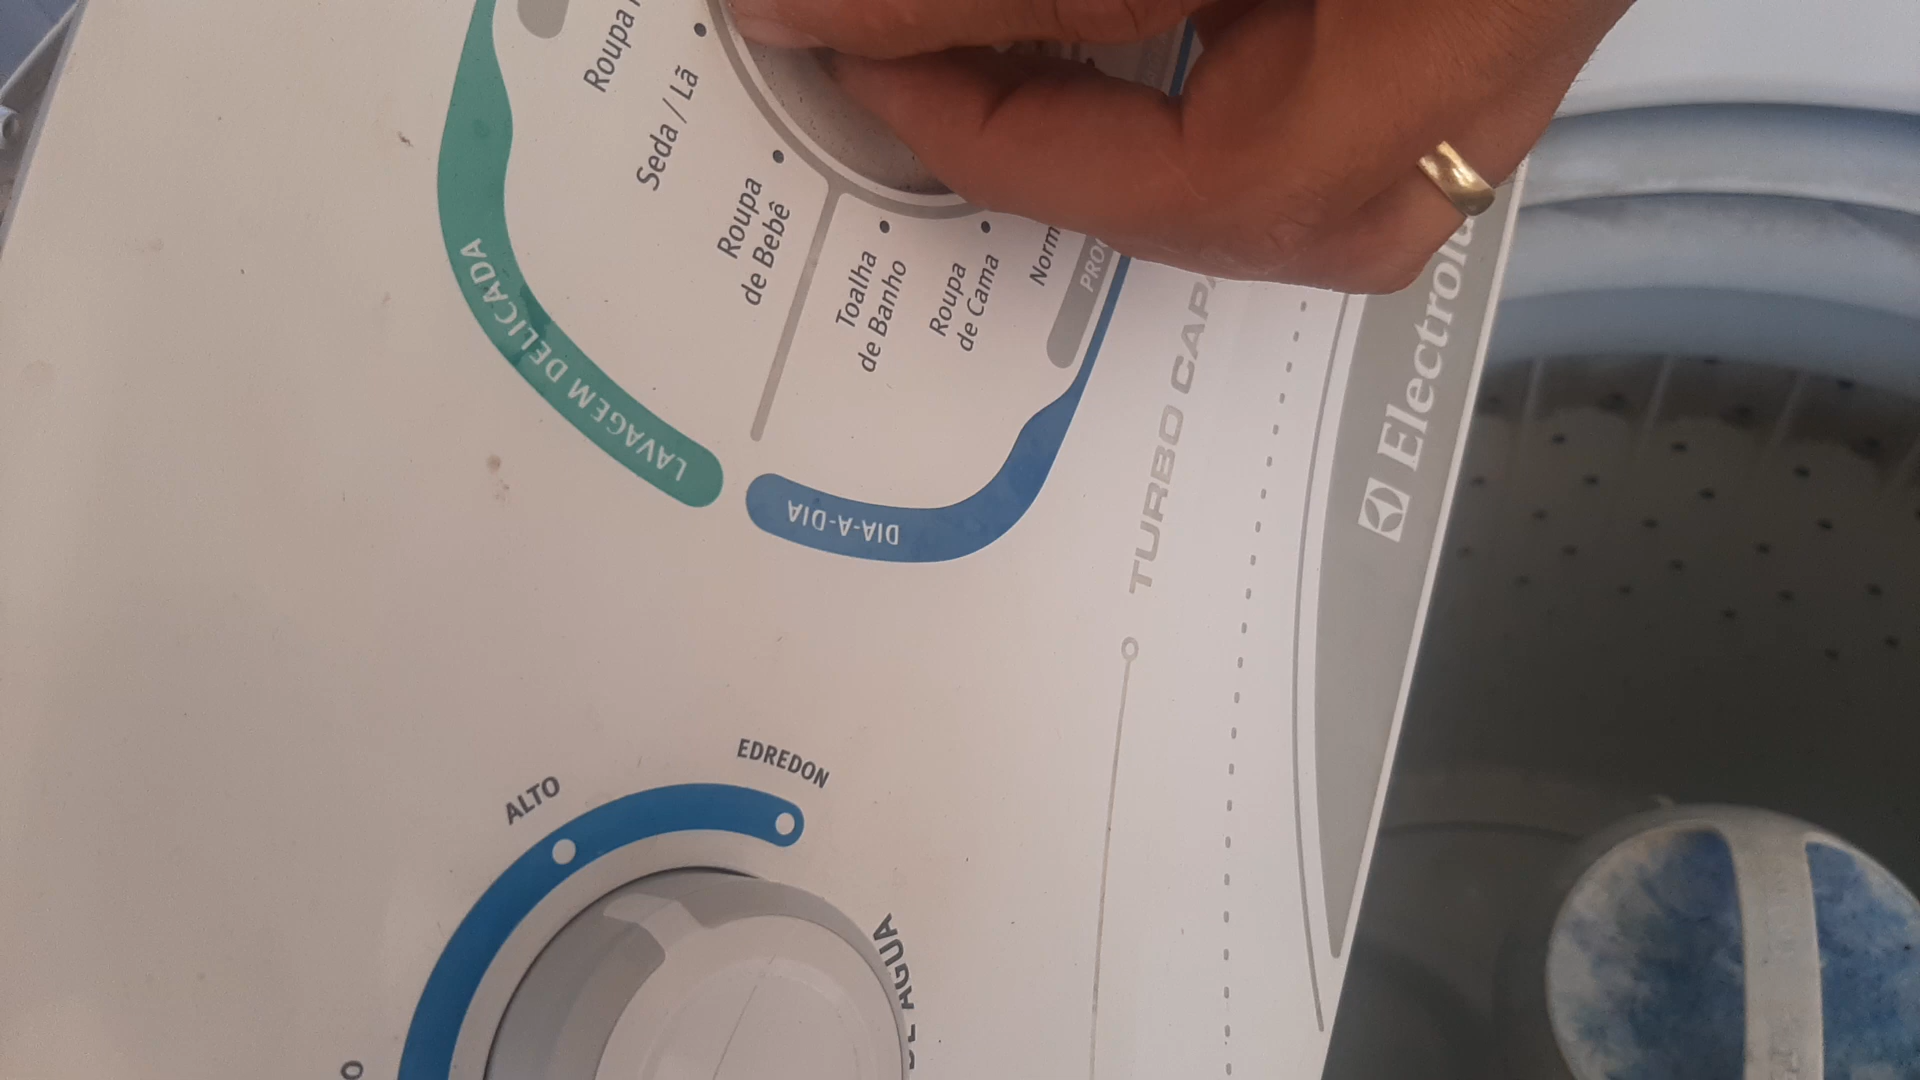 Roupa
Seda / Lã
Roupa
de Bebê
Toalha
de Banho
Roupa
de Cama
LAVAGEM DELICADA
DIA-A-DIA
TURBO
Electrolux
EDREDON
ALTO
ÁGUA